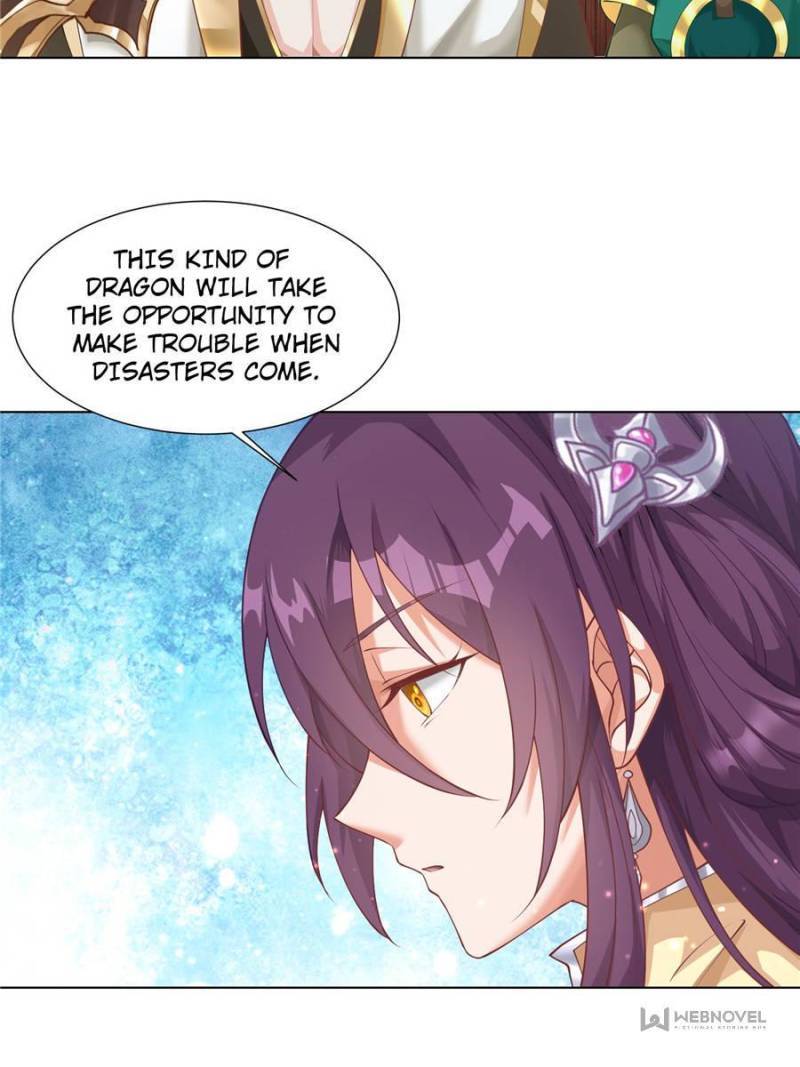 THIS KIND OF
DRAGON WILL TAKE
THE OPPORTUNITY TO
MAKE TROUBLE WHEN
DISASTERS COME.
WEBNOVEL